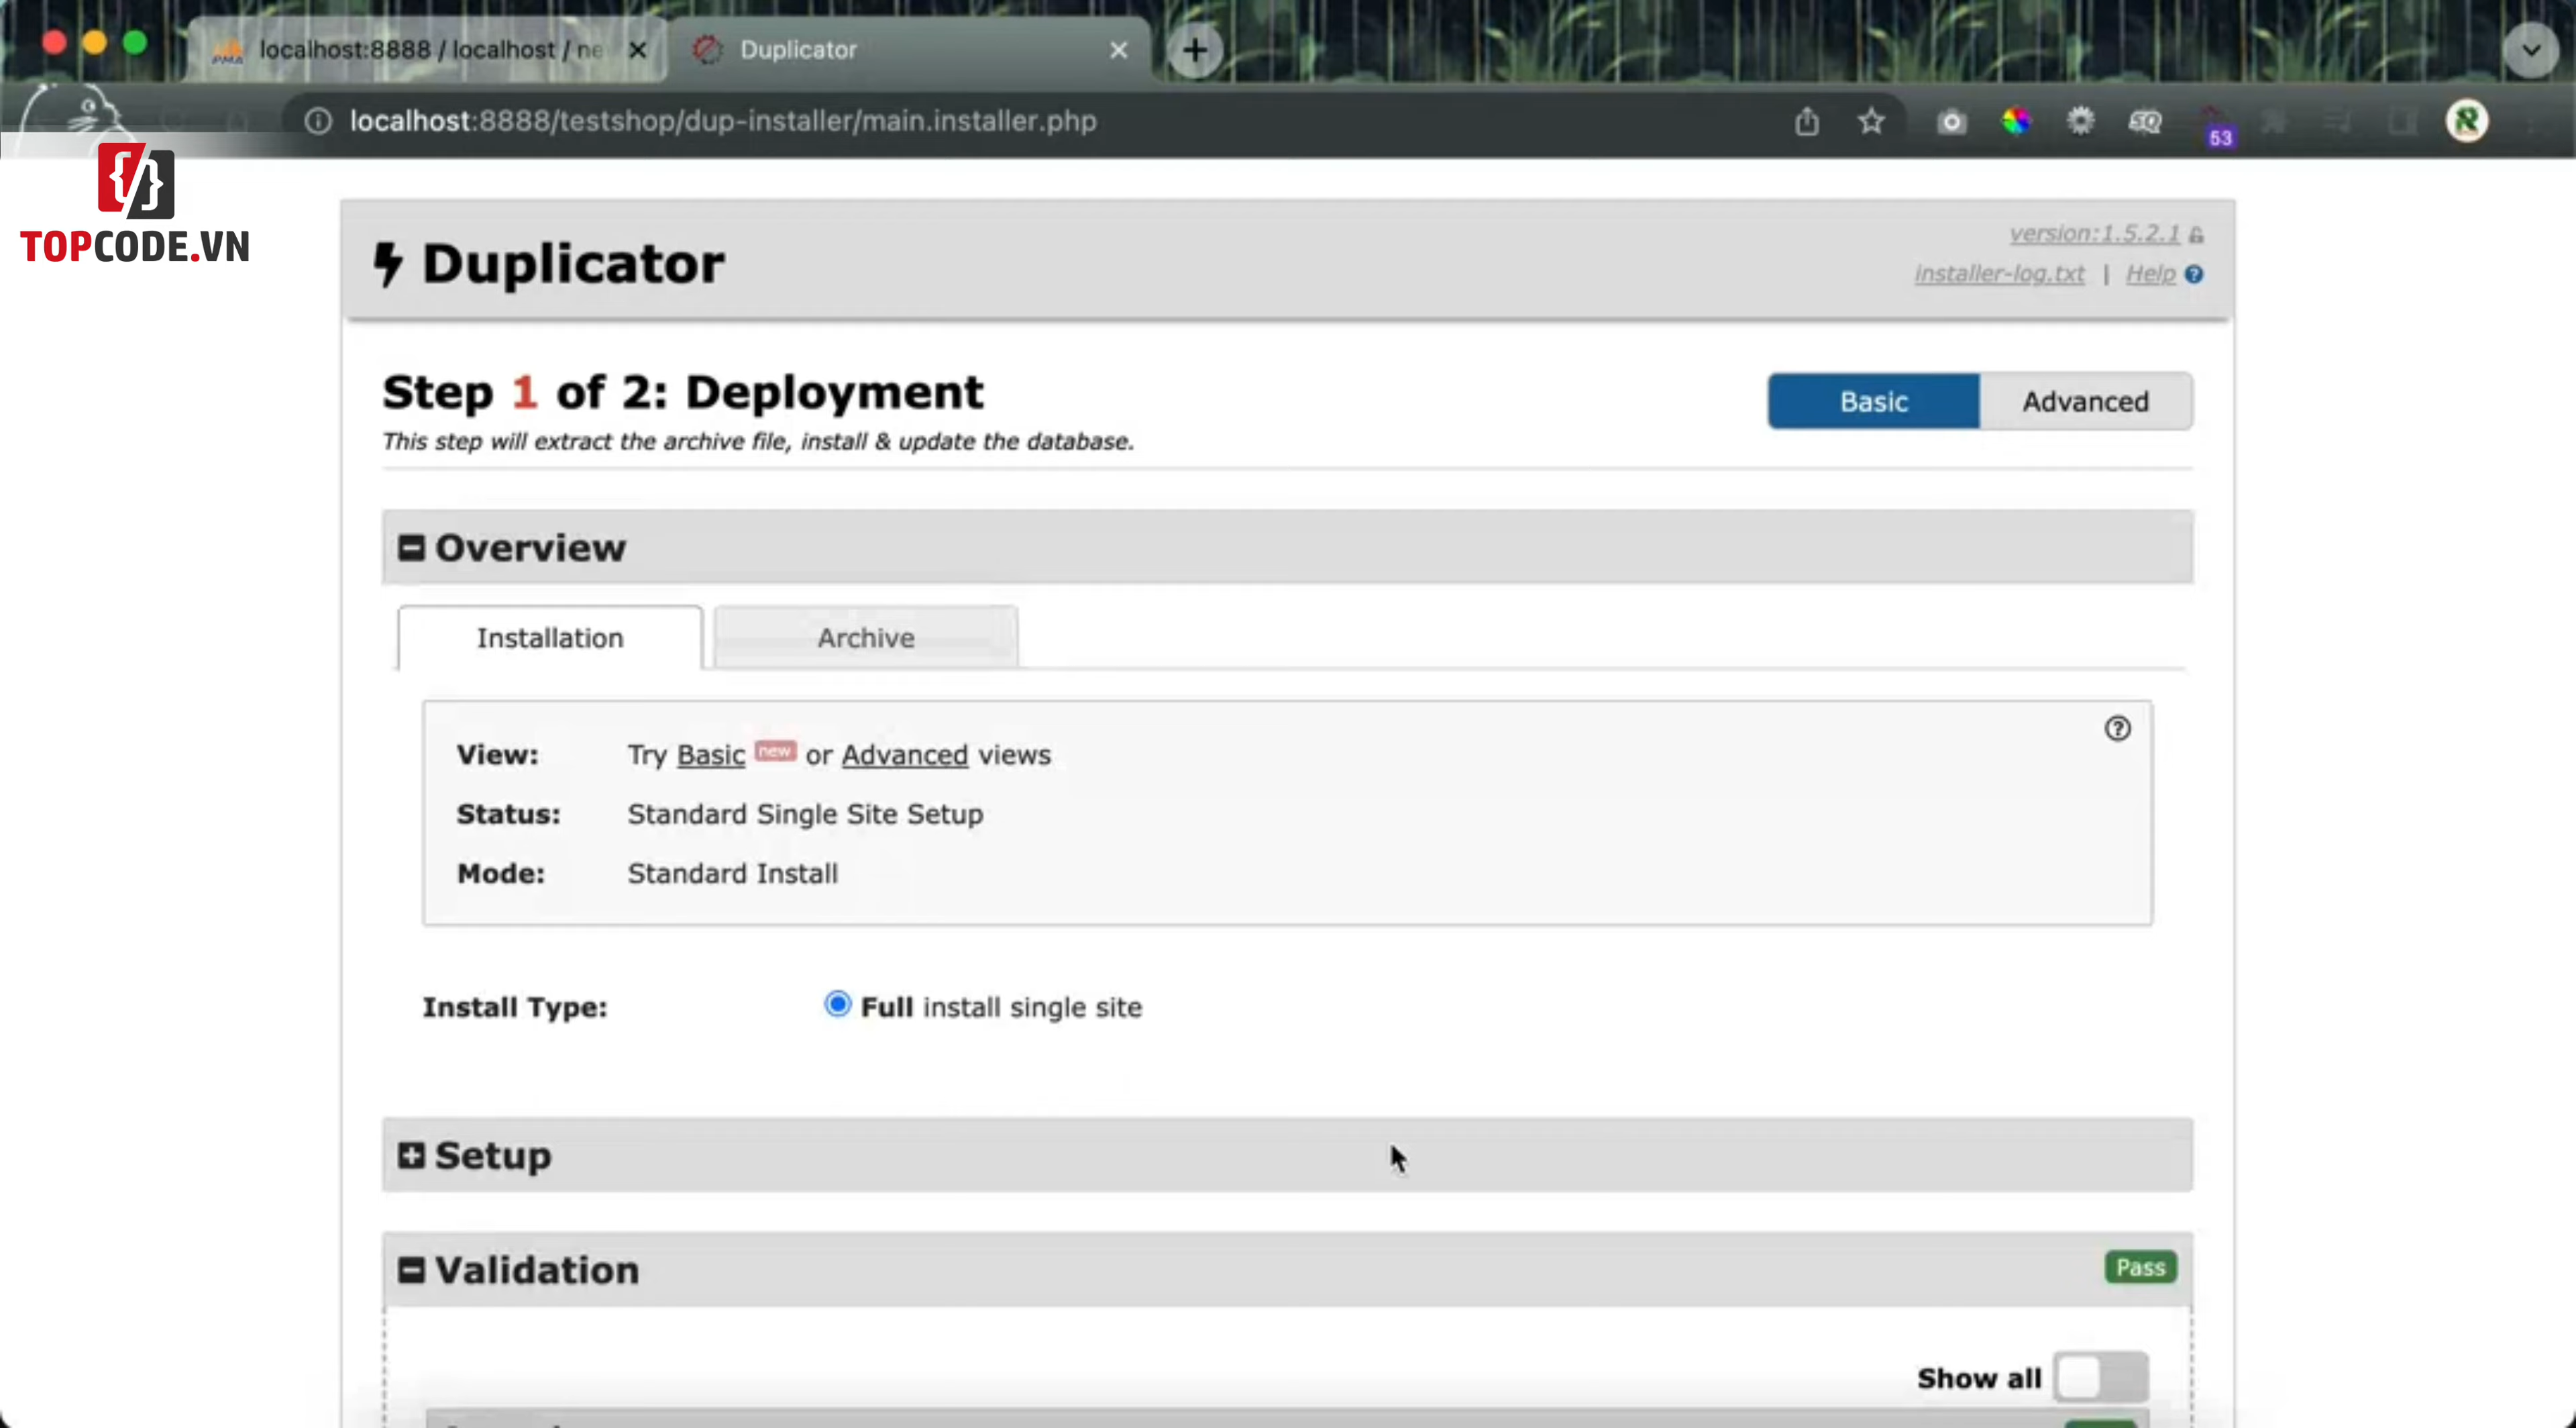 localhost:8888 / localhost / ne
Duplicator
localhost:8888/testshop/dup-installer/main.installer.php
53
TOPCODE.VN
Duplicator
version:1.5.2.1
installer-log.txt | Help
Step 1 of 2: Deployment
Basic
Advanced
This step will extract the archive file, install & update the database.
Overview
Installation
Archive
View: Try Basic new or Advanced views
Status: Standard Single Site Setup
Mode: Standard Install
Install Type: Full install single site
Setup
Validation
Pass
Show all